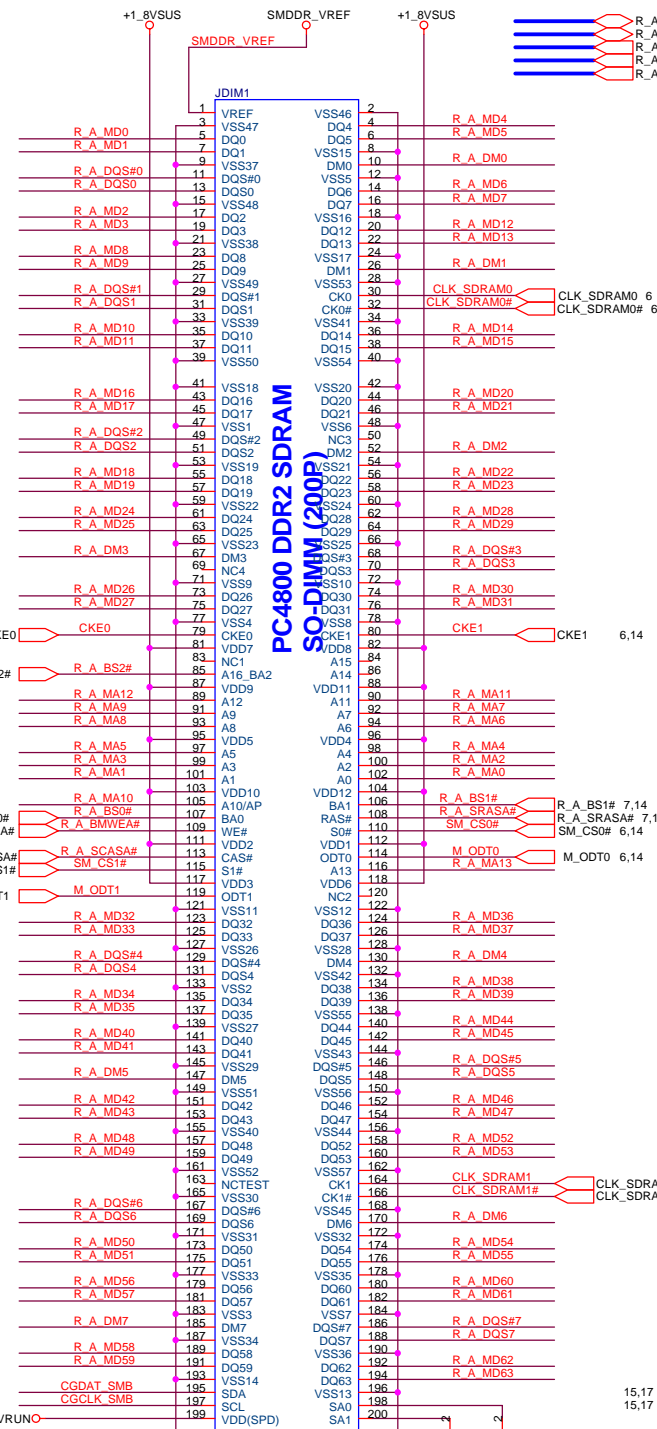 +1_8VSUS SMDDR_VREF +1_8VSUS
R_A
R_A
R_A
R_A
R_A
SMDDR_VREF
JDIM1
1 VREF VSS46 2
3 VSS47 DQ4 4 R_A_MD4
R_A_MD0 5 DQ0 DQ5 6 R_A_MD5
R_A_MD1 7 DQ1 VSS15 8
9 VSS37 DM0 10 R_A_DM0
R_A_DQS#0 11 DQS#0 VSS5 12
R_A_DQS0 13 DQS0 DQ6 14 R_A_MD6
15 VSS48 DQ7 16 R_A_MD7
R_A_MD2 17 DQ2 VSS16 18
R_A_MD3 19 DQ3 DQ12 20 R_A_MD12
21 VSS38 DQ13 22 R_A_MD13
R_A_MD8 23 DQ8 VSS17 24
R_A_MD9 25 DQ9 DM1 26 R_A_DM1
27 VSS49 VSS53 28
R_A_DQS#1 29 DQS#1 CK0 30 CLK_SDRAM0 CLK_SDRAM0 6
R_A_DQS1 31 DQS1 CK0# 32 CLK_SDRAM0# CLK_SDRAM0# 6
33 VSS39 VSS41 34
R_A_MD10 35 DQ10 DQ14 36 R_A_MD14
R_A_MD11 37 DQ11 DQ15 38 R_A_MD15
39 VSS50 VSS54 40
41 VSS18 VSS20 42
R_A_MD16 43 DQ16 DQ20 44 R_A_MD20
R_A_MD17 45 DQ17 DQ21 46 R_A_MD21
47 VSS1 VSS6 48
R_A_DQS#2 49 DQS#2 NC3 50
R_A_DQS2 51 DQS2 DM2 52 R_A_DM2
53 VSS19 VSS21 54
R_A_MD18 55 DQ18 DQ22 56 R_A_MD22
R_A_MD19 57 DQ19 DQ23 58 R_A_MD23
59 VSS22 VSS24 60
R_A_MD24 61 DQ24 DQ28 62 R_A_MD28
R_A_MD25 63 DQ25 DQ29 64 R_A_MD29
65 VSS23 VSS25 66
R_A_DM3 67 DM3 DQS#3 68 R_A_DQS#3
69 NC4 DQS3 70 R_A_DQS3
71 VSS9 VSS10 72
R_A_MD26 73 DQ26 DQ30 74 R_A_MD30
R_A_MD27 75 DQ27 DQ31 76 R_A_MD31
77 VSS4 VSS8 78
KE0 CKE0 79 CKE0 CKE1 80 CKE1 CKE1 6,14
81 VDD7 VDD8 82
83 NC1 A15 84
2# R_A_BS2# 85 A16_BA2 A14 86
87 VDD9 VDD11 88
R_A_MA12 89 A12 A11 90 R_A_MA11
R_A_MA9 91 A9 A7 92 R_A_MA7
R_A_MA8 93 A8 A6 94 R_A_MA6
95 VDD5 VDD4 96
R_A_MA5 97 A5 A4 98 R_A_MA4
R_A_MA3 99 A3 A2 100 R_A_MA2
R_A_MA1 101 A1 A0 102 R_A_MA0
103 VDD10 VDD12 104
R_A_MA10 105 A10/AP BA1 106 R_A_BS1# R_A_BS1# 7,14
0# R_A_BS0# 107 BA0 RAS# 108 R_A_SRASA# R_A_SRASA# 7,1
A# R_A_BMWEA# 109 WE# S0# 110 SM_CS0# SM_CS0# 6,14
111 VDD2 VDD1 112
SA# R_A_SCASA# 113 CAS# ODT0 114 M_ODT0 M_ODT0 6,14
S1# SM_CS1# 115 S1# A13 116 R_A_MA13
117 VDD3 VDD6 118
T1 M_ODT1 119 ODT1 NC2 120
121 VSS11 VSS12 122
R_A_MD32 123 DQ32 DQ36 124 R_A_MD36
R_A_MD33 125 DQ33 DQ37 126 R_A_MD37
127 VSS26 VSS28 128
R_A_DQS#4 129 DQS#4 DM4 130 R_A_DM4
R_A_DQS4 131 DQS4 VSS42 132
133 VSS2 DQ38 134 R_A_MD38
R_A_MD34 135 DQ34 DQ39 136 R_A_MD39
R_A_MD35 137 DQ35 VSS55 138
139 VSS27 DQ44 140 R_A_MD44
R_A_MD40 141 DQ40 DQ45 142 R_A_MD45
R_A_MD41 143 DQ41 VSS43 144
145 VSS29 DQS#5 146 R_A_DQS#5
R_A_DM5 147 DM5 DQS5 148 R_A_DQS5
149 VSS51 VSS56 150
R_A_MD42 151 DQ42 DQ46 152 R_A_MD46
R_A_MD43 153 DQ43 DQ47 154 R_A_MD47
155 VSS40 VSS44 156
R_A_MD48 157 DQ48 DQ52 158 R_A_MD52
R_A_MD49 159 DQ49 DQ53 160 R_A_MD53
161 VSS52 VSS57 162
163 NCTEST CK1 164 CLK_SDRAM1 CLK_SDRA
165 VSS30 CK1# 166 CLK_SDRAM1# CLK_SDRA
R_A_DQS#6 167 DQS#6 VSS45 168
R_A_DQS6 169 DQS6 DM6 170 R_A_DM6
171 VSS31 VSS32 172
R_A_MD50 173 DQ50 DQ54 174 R_A_MD54
R_A_MD51 175 DQ51 DQ55 176 R_A_MD55
177 VSS33 VSS35 178
R_A_MD56 179 DQ56 DQ60 180 R_A_MD60
R_A_MD57 181 DQ57 DQ61 182 R_A_MD61
183 VSS3 VSS7 184
R_A_DM7 185 DM7 DQS#7 186 R_A_DQS#7
187 VSS34 DQS7 188 R_A_DQS7
R_A_MD58 189 DQ58 VSS36 190
R_A_MD59 191 DQ59 DQ62 192 R_A_MD62
193 VSS14 DQ63 194 R_A_MD63
CGDAT_SMB 195 SDA VSS13 196 15,17
CGCLK_SMB 197 SCL SA0 198 15,17
VRUN 199 VDD(SPD) SA1 200 2 2
PC4800 DDR2 SDRAM
SO-DIMM (200P)